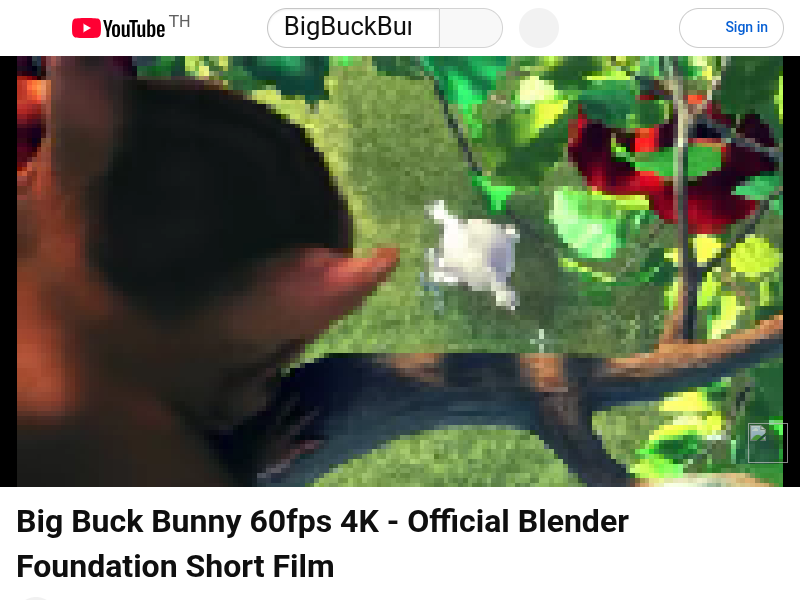 YouTube TH
BigBuckBu
Sign in
Big Buck Bunny 60fps 4K - Official Blender
Foundation Short Film